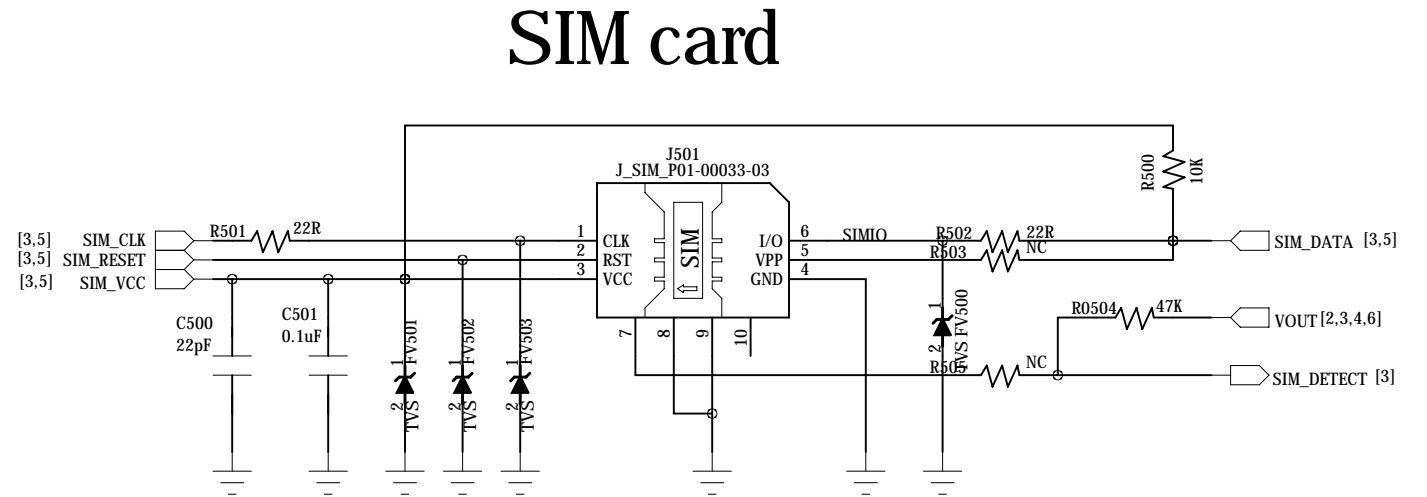 SIM card
J501
J_SIM_P01-00033-03
R500
10K
[3,5] SIM_CLK
R501 22R
1 CLK
I/O 6
SIMIO
R502 22R
SIM_DATA [3,5]
[3,5] SIM_RESET
2 RST
SIM
VPP 5
R503 NC
[3,5] SIM_VCC
3 VCC
GND 4
C500
22pF
C501
0.1uF
1 2 FV501 TVS
1 2 FV502 TVS
1 2 FV503 TVS
7 8 9 10
1 2 TVS FV500
R0504 47K
VOUT [2,3,4,6]
R505 NC
SIM_DETECT [3]